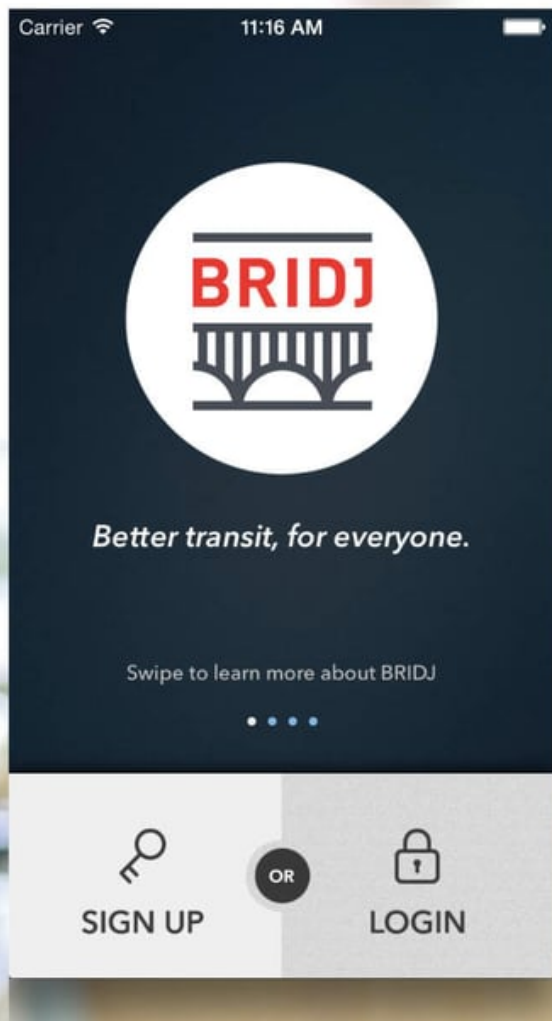 Carrier
11:16 AM
BRIDJ
Better transit, for everyone.
Swipe to learn more about BRIDJ
SIGN UP
OR
LOGIN